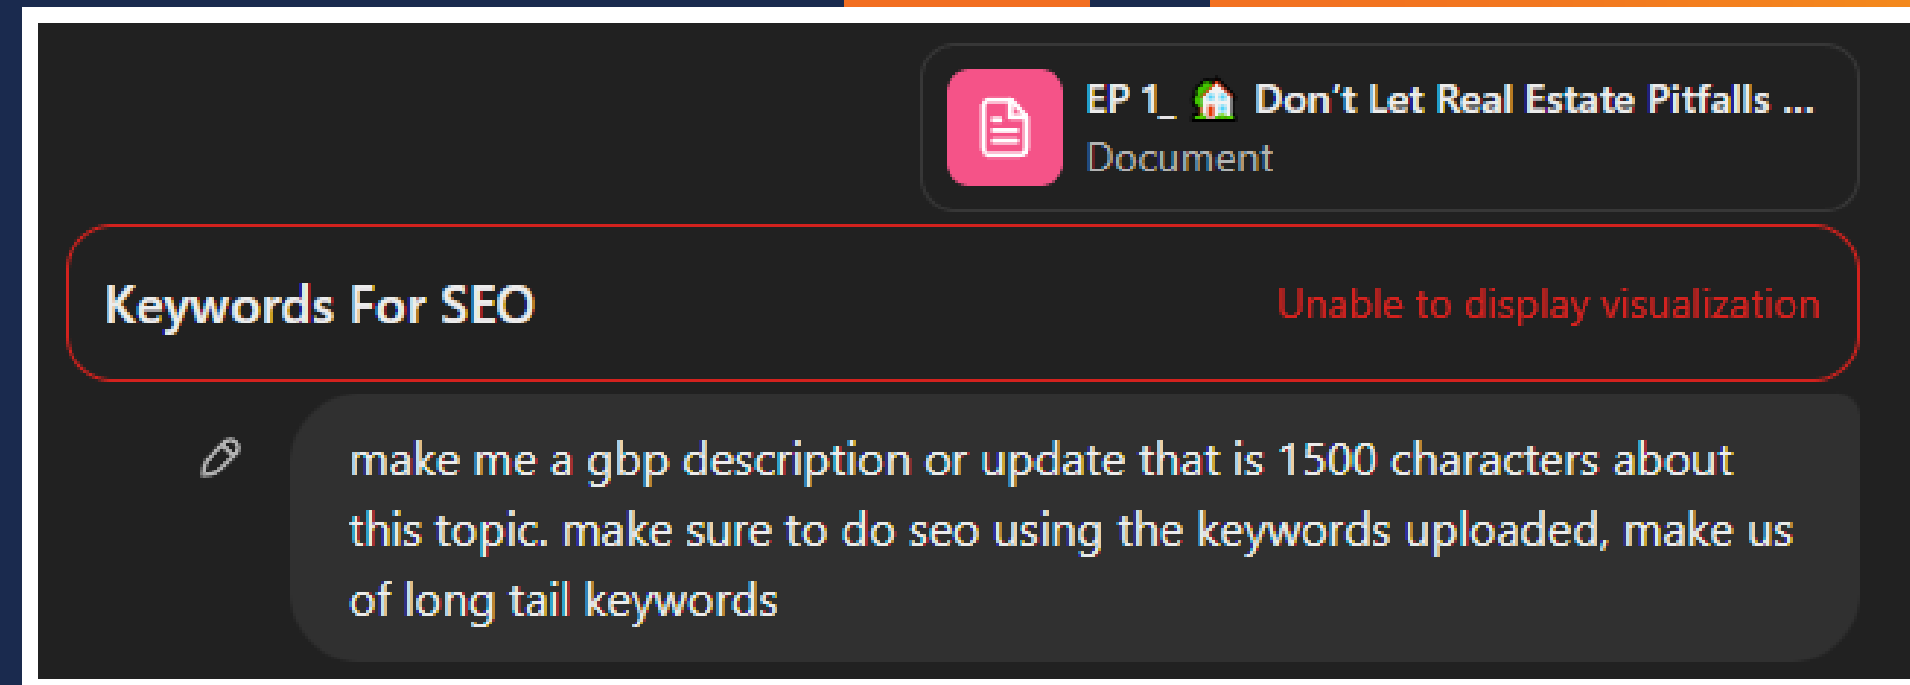 EP 1_ 🏠 Don't Let Real Estate Pitfalls ...
Document
Keywords For SEO
Unable to display visualization
make me a gbp description or update that is 1500 characters about
this topic. make sure to do seo using the keywords uploaded, make us
of long tail keywords